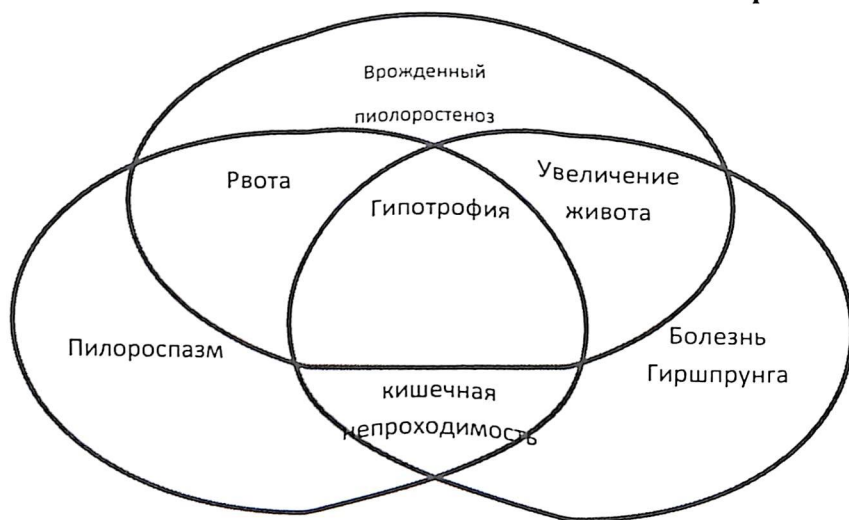 Врожденный
пиолоростеноз
Рвота
Увеличение
живота
Гипотрофия
Пилороспазм
Болезнь
Гиршпрунга
кишечная
непроходимость